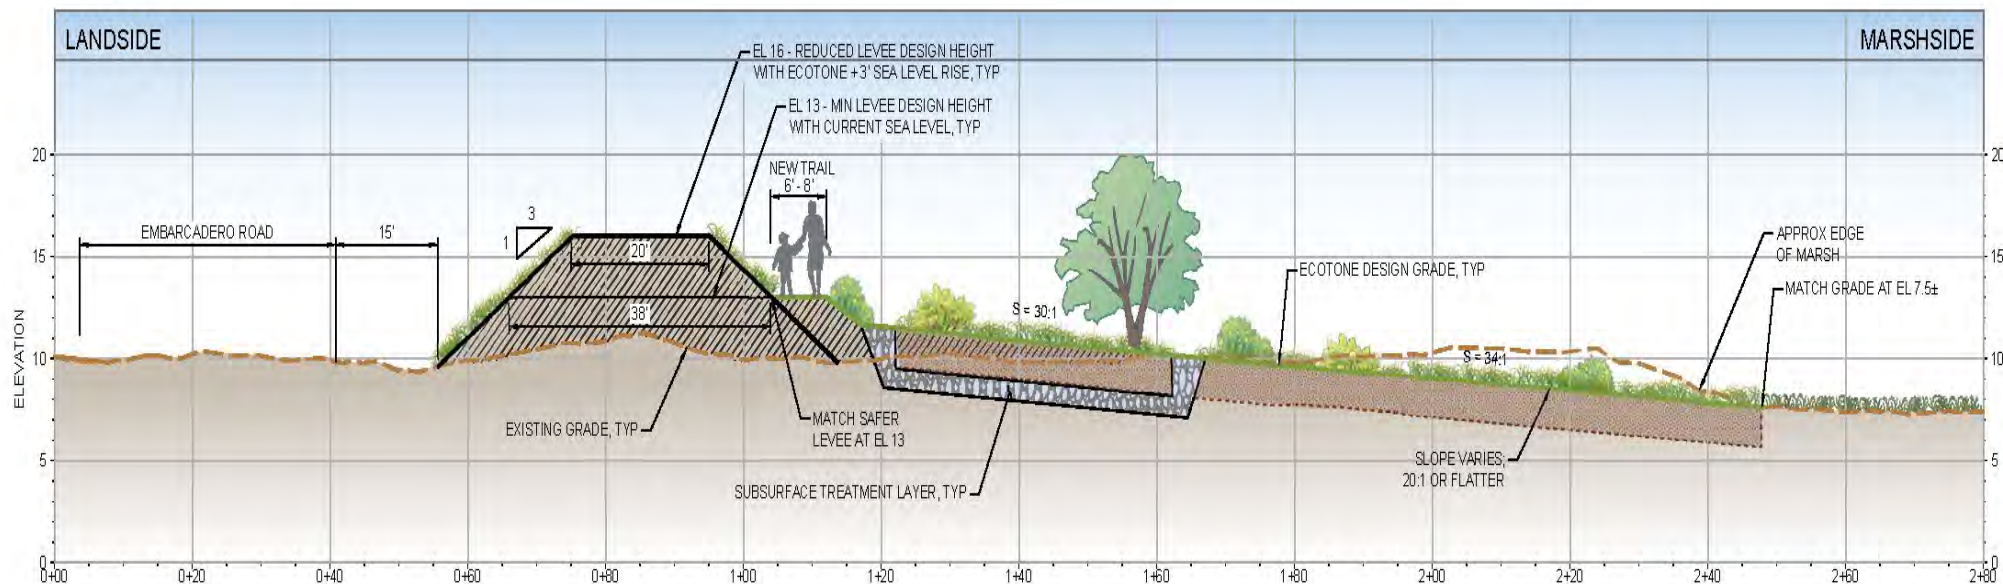 LANDSIDE
MARSHSIDE
EL 16 - REDUCED LEVEE DESIGN HEIGHT
WITH ECOTONE +3' SEA LEVEL RISE, TYP
EL 13 - MIN LEVEE DESIGN HEIGHT
WITH CURRENT SEA LEVEL, TYP
NEW TRAIL
6' - 8'
EMBARCADERO ROAD
15'
3
1
20'
38'
S = 30:1
ECOTONE DESIGN GRADE, TYP
APPROX EDGE
OF MARSH
MATCH GRADE AT EL 7.5±
S = 34:1
EXISTING GRADE, TYP
MATCH SAFER
LEVEE AT EL 13
SUBSURFACE TREATMENT LAYER, TYP
SLOPE VARIES;
20:1 OR FLATTER
ELEVATION
20
15
10
5
0
20
15
10
5
0
0+00 0+20 0+40 0+60 0+80 1+00 1+20 1+40 1+60 1+80 2+00 2+20 2+40 2+60 2+80